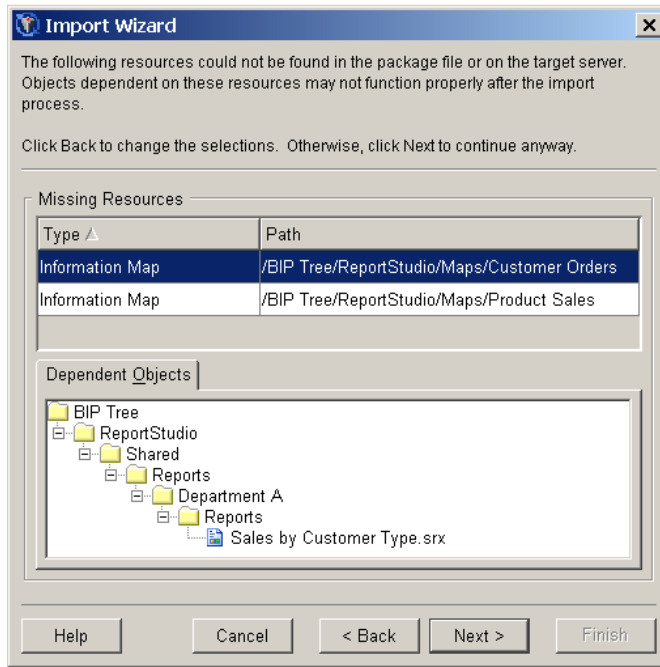 Import Wizard
The following resources could not be found in the package file or on the target server.
Objects dependent on these resources may not function properly after the import
process.
Click Back to change the selections. Otherwise, click Next to continue anyway.
Missing Resources
Type Path
Information Map /BIP Tree/ReportStudio/Maps/Customer Orders
Information Map /BIP Tree/ReportStudio/Maps/Product Sales
Dependent Objects
BIP Tree
ReportStudio
Shared
Reports
Department A
Reports
Sales by Customer Type.srx
Help Cancel < Back Next > Finish